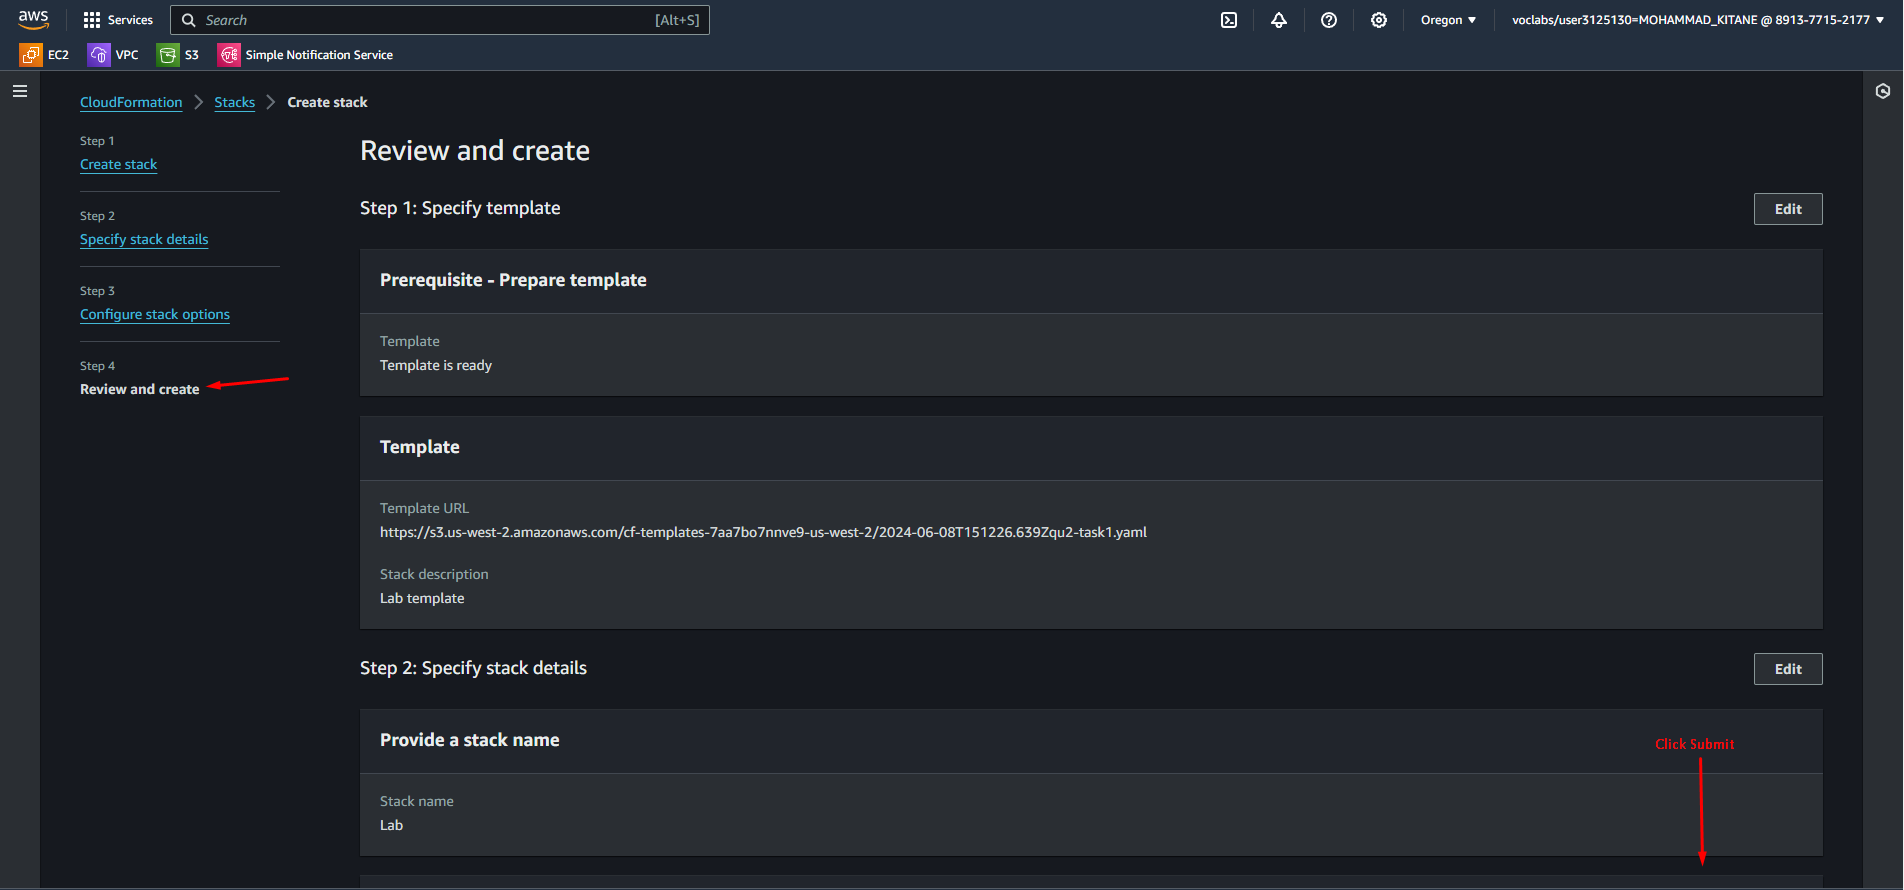 aws
Services
Search
[Alt+S]
Oregon
voclabs/user3125130=MOHAMMAD_KITANE @ 8913-7715-2177
EC2
VPC
S3
Simple Notification Service
CloudFormation
Stacks
Create stack
Step 1
Create stack
Step 2
Specify stack details
Step 3
Configure stack options
Step 4
Review and create
Review and create
Step 1: Specify template
Edit
Prerequisite - Prepare template
Template
Template is ready
Template
Template URL
https://s3.us-west-2.amazonaws.com/cf-templates-7aa7bo7nnve9-us-west-2/2024-06-08T151226.639Zqu2-task1.yaml
Stack description
Lab template
Step 2: Specify stack details
Edit
Provide a stack name
Click Submit
Stack name
Lab